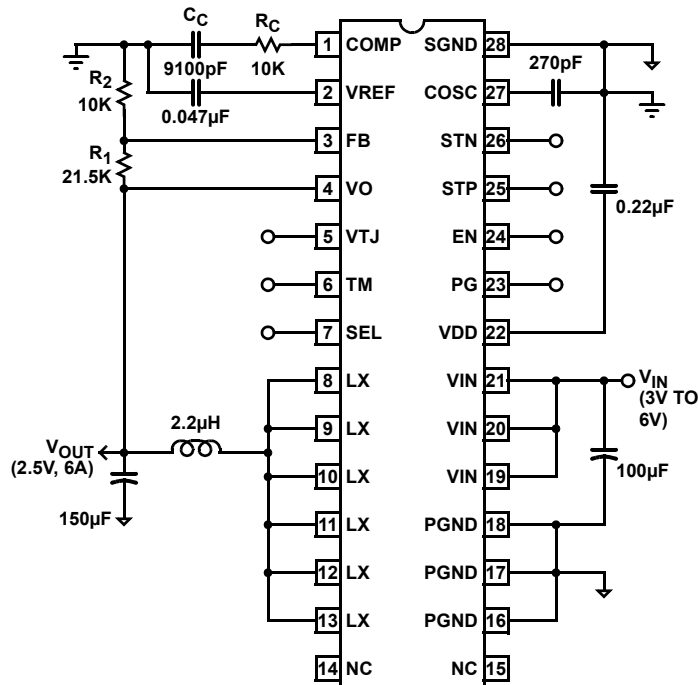 C_C
9100pF
R_C
10K
R_2
10K
0.047µF
R_1
21.5K
1 COMP
2 VREF
3 FB
4 VO
5 VTJ
6 TM
7 SEL
8 LX
9 LX
10 LX
11 LX
12 LX
13 LX
14 NC
SGND 28
COSC 27
STN 26
STP 25
EN 24
PG 23
VDD 22
VIN 21
VIN 20
VIN 19
PGND 18
PGND 17
PGND 16
NC 15
270pF
0.22µF
V_IN
(3V TO
6V)
100µF
2.2µH
V_OUT
(2.5V, 6A)
150µF